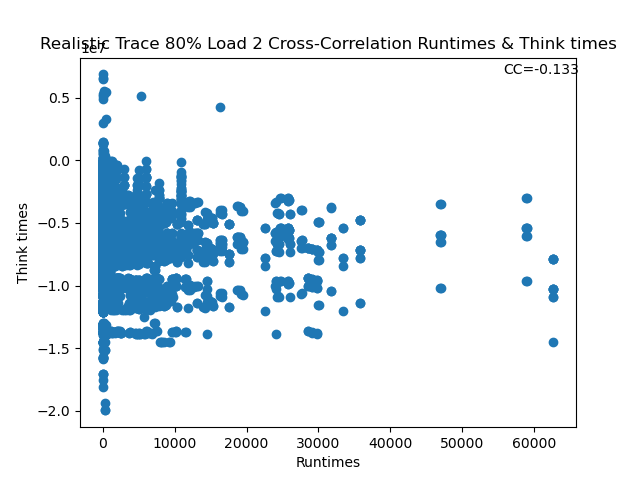 Realistic Trace 80% Load 2 Cross-Correlation Runtimes & Think times
1e7
CC=-0.133
0.5
0.0
−0.5
−1.0
−1.5
−2.0
Think times
0 10000 20000 30000 40000 50000 60000
Runtimes